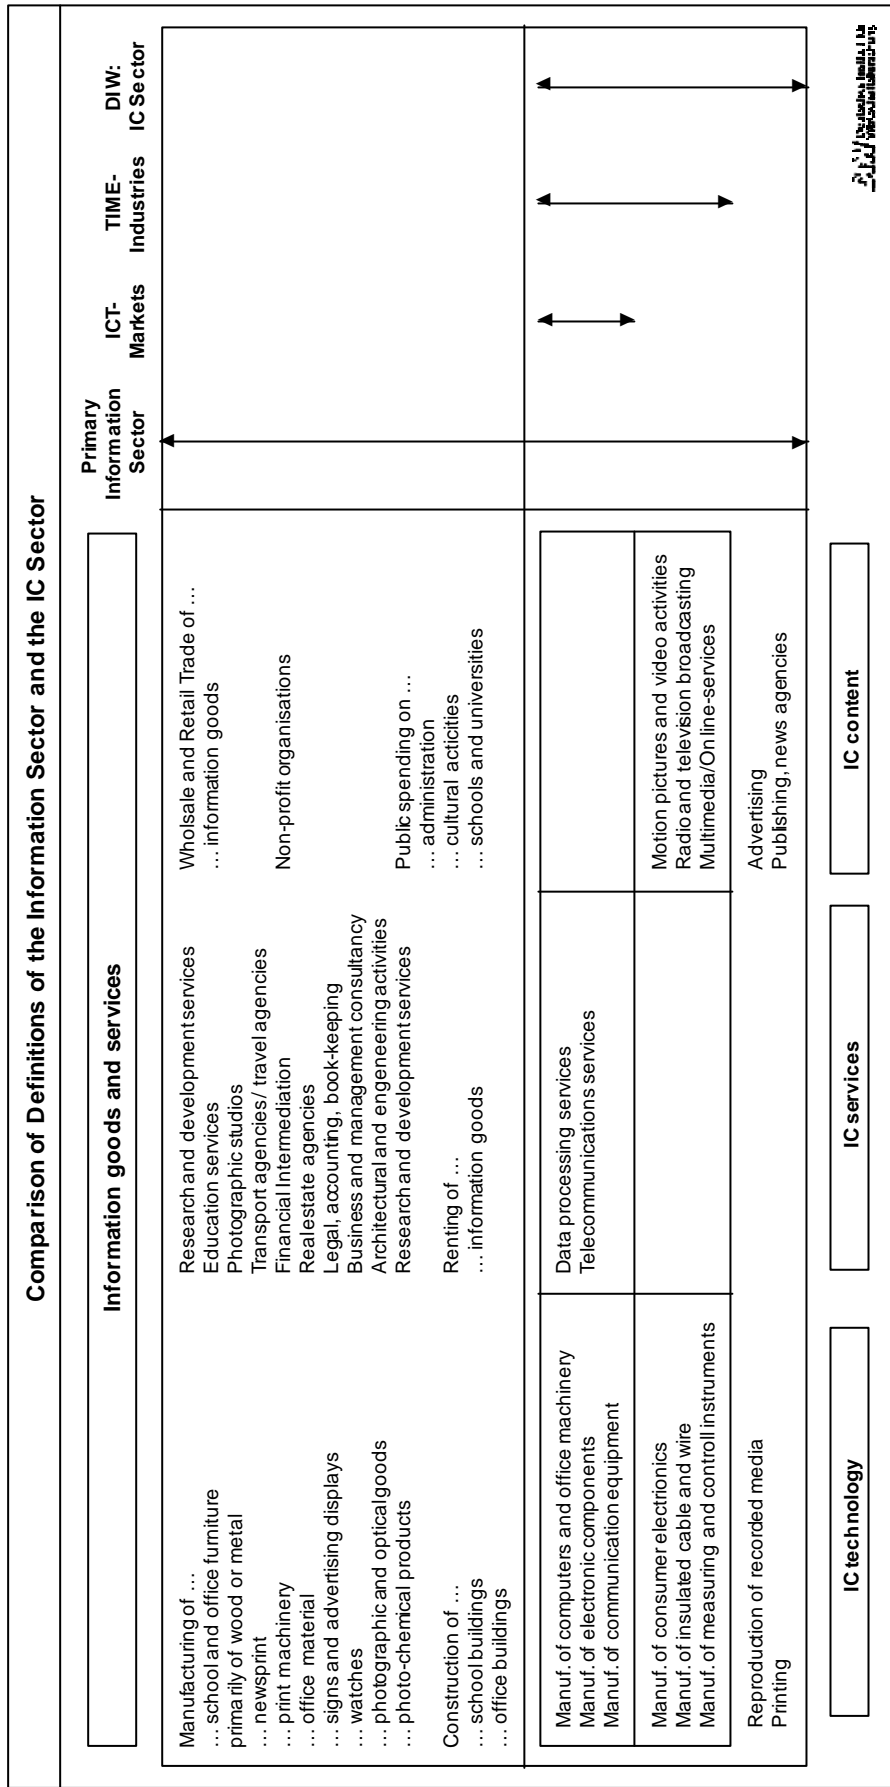 Comparison of Definitions of the Information Sector and the IC Sector
Information goods and services
Primary
Information
Sector
ICT-
Markets
TIME-
Industries
DIW:
IC Sector
Manufacturing of …
… school and office furniture
primarily of wood or metal
… newsprint
… print machinery
… office material
… signs and advertising displays
… watches
… photographic and optical goods
… photo-chemical products
Construction of …
… school buildings
… office buildings
Research and development services
Education services
Photographic studios
Transport agencies/ travel agencies
Financial Intermediation
Real estate agencies
Legal, accounting, book-keeping
Business and management consultancy
Architectural and engeneering activities
Research and development services
Renting of …
… information goods
Wholsale and Retail Trade of …
… information goods
Non-profit organisations
Public spending on …
… administration
… cultural acticities
… schools and universities
Manuf. of computers and office machinery
Manuf. of electronic components
Manuf. of communication equipment
Data processing services
Telecommunications services
Manuf. of consumer electronics
Manuf. of insulated cable and wire
Manuf. of measuring and controll instruments
Motion pictures and video activities
Radio and television broadcasting
Multimedia/Online-services
Reproduction of recorded media
Printing
Advertising
Publishing, news agencies
IC technology
IC services
IC content